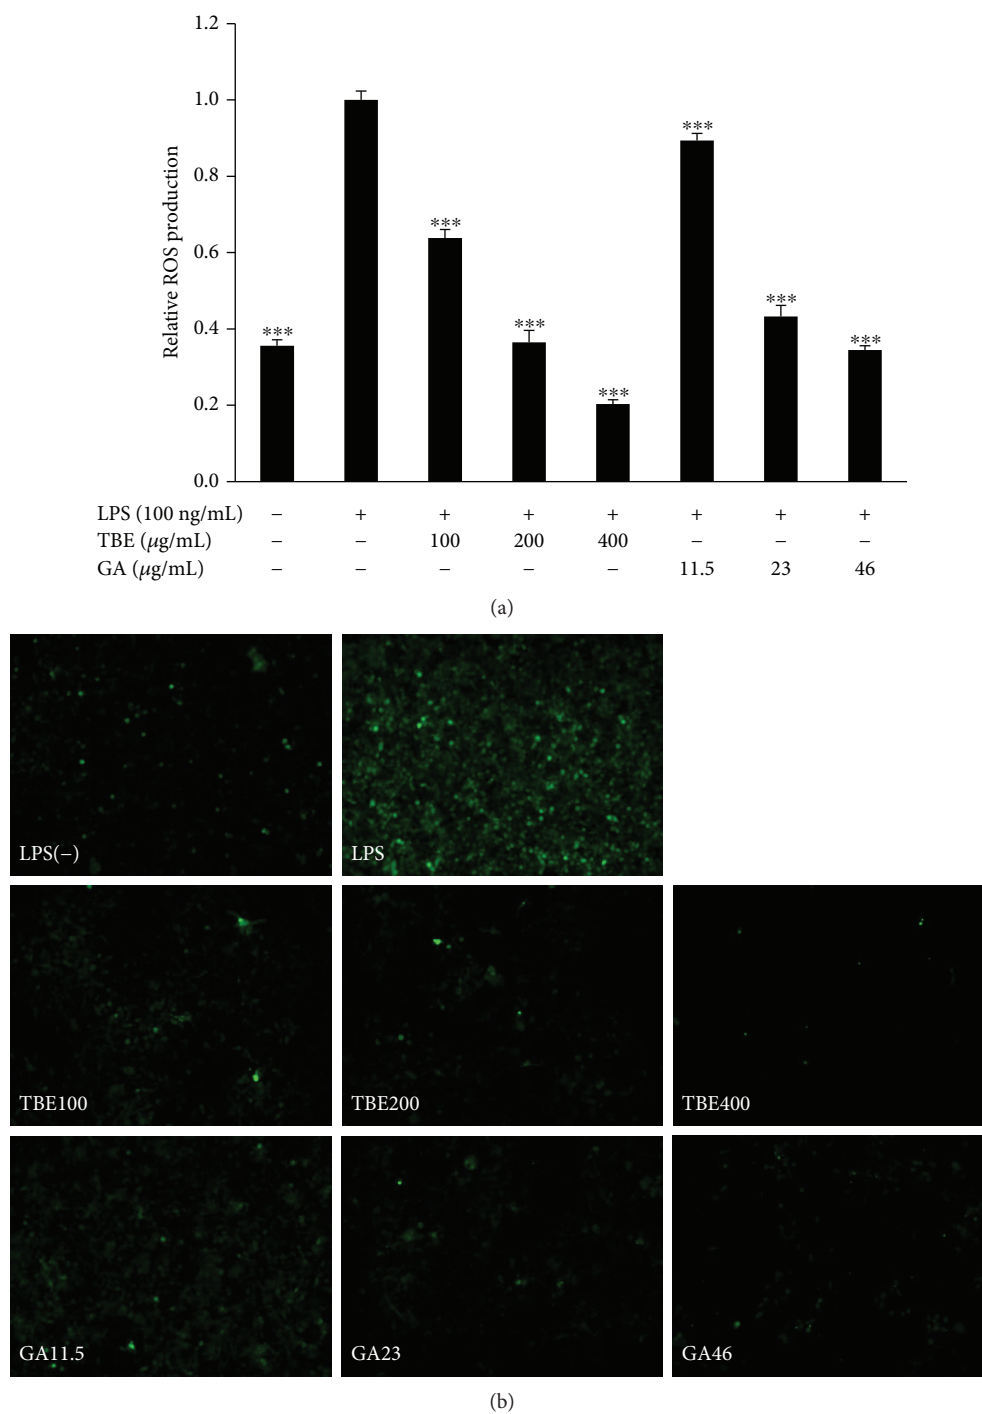 1.2
1.0
0.8
0.6
0.4
0.2
0.0
Relative ROS production
***
***
***
***
***
***
***
LPS (100 ng/mL) − + + + + + + +
TBE (μg/mL) − − 100 200 400 − − −
GA (μg/mL) − − − − − 11.5 23 46
(a)
LPS(−) LPS
TBE100 TBE200 TBE400
GA11.5 GA23 GA46
(b)